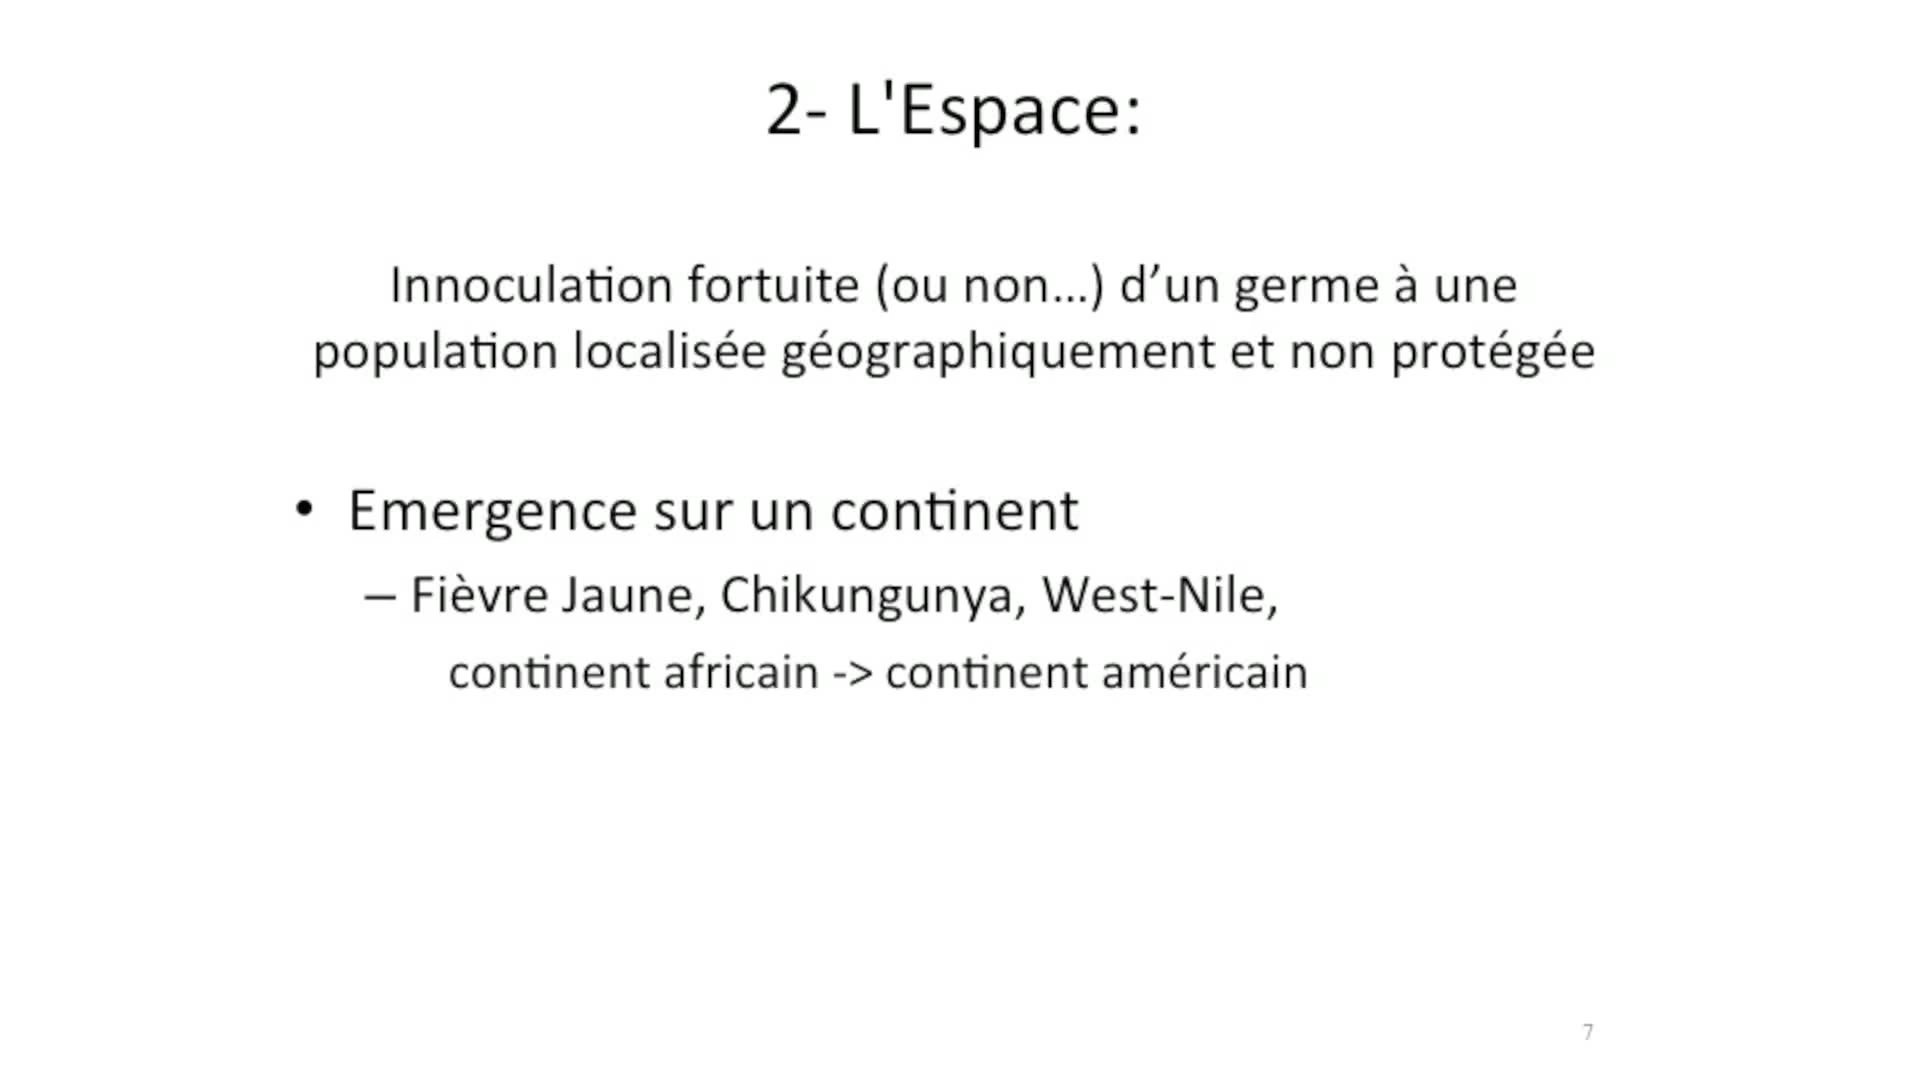 2- L'Espace:
Innoculation fortuite (ou non...) d’un germe à une
population localisée géographiquement et non protégée
• Emergence sur un continent
– Fièvre Jaune, Chikungunya, West-Nile,
continent africain -> continent américain
7